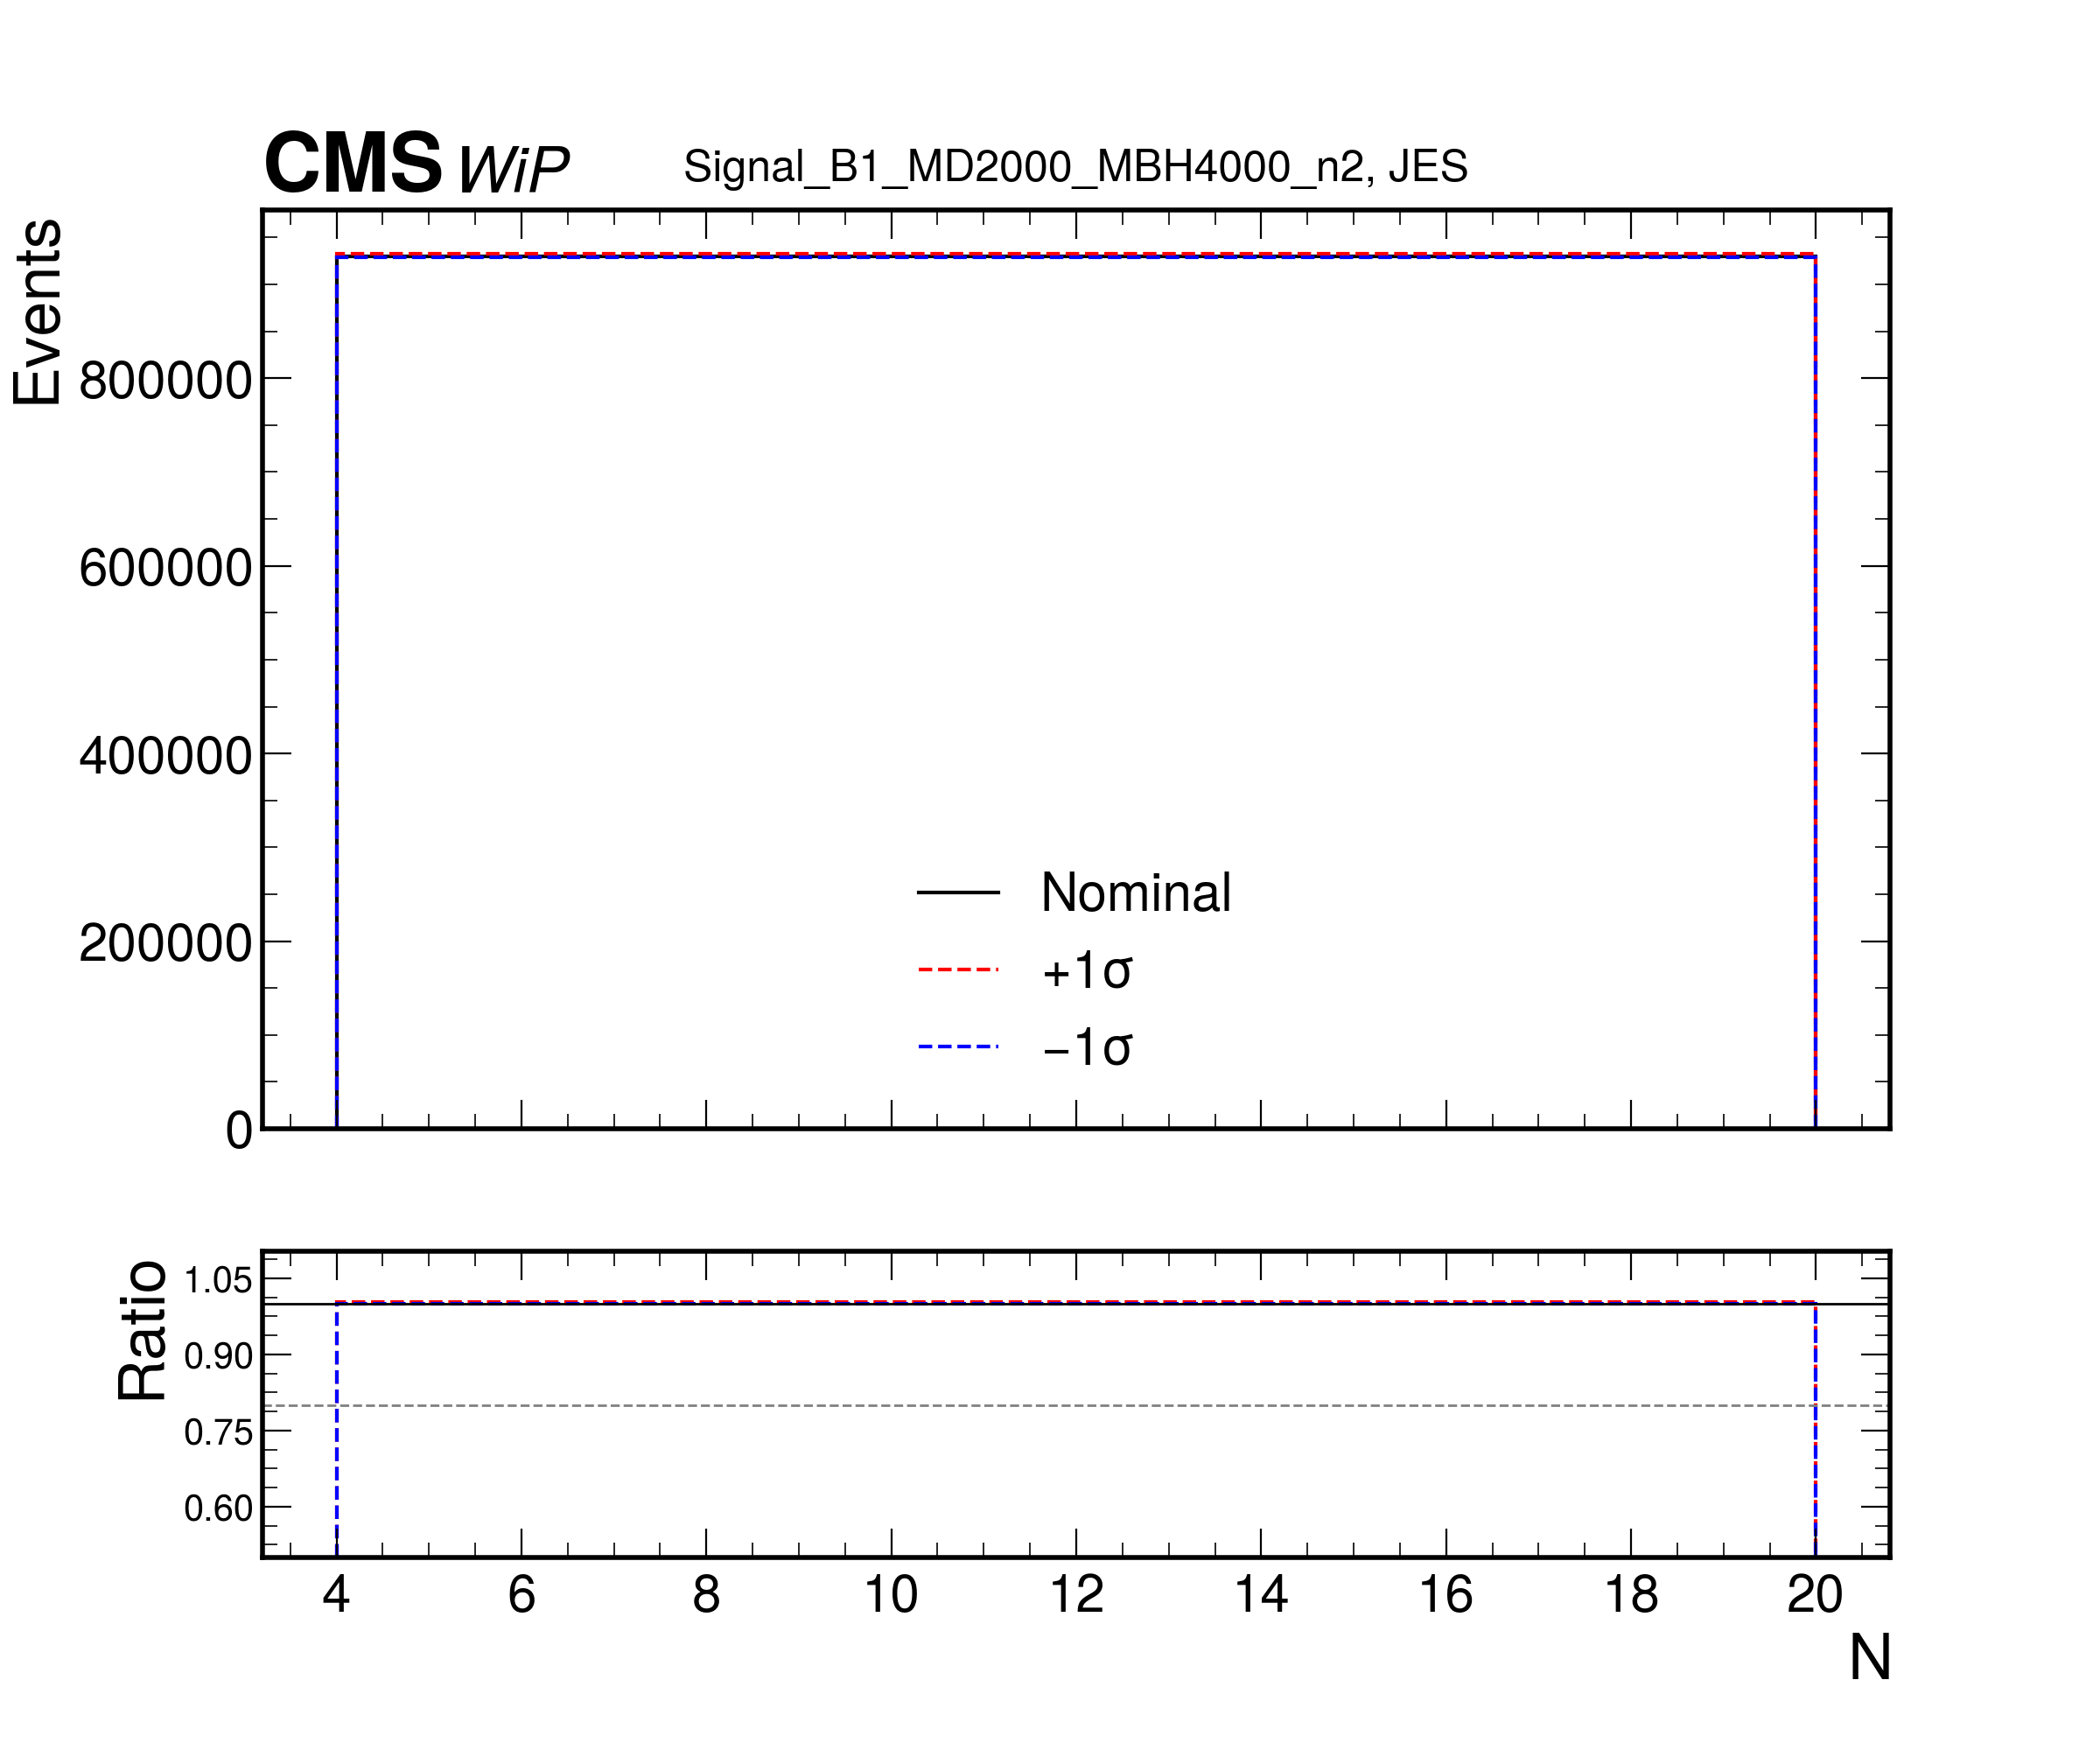 CMS WiP Signal_B1_MD2000_MBH4000_n2, JES
Events
800000
600000
400000
200000
0
Nominal
+1σ
−1σ
Ratio
1.05
0.90
0.75
0.60
4 6 8 10 12 14 16 18 20
N